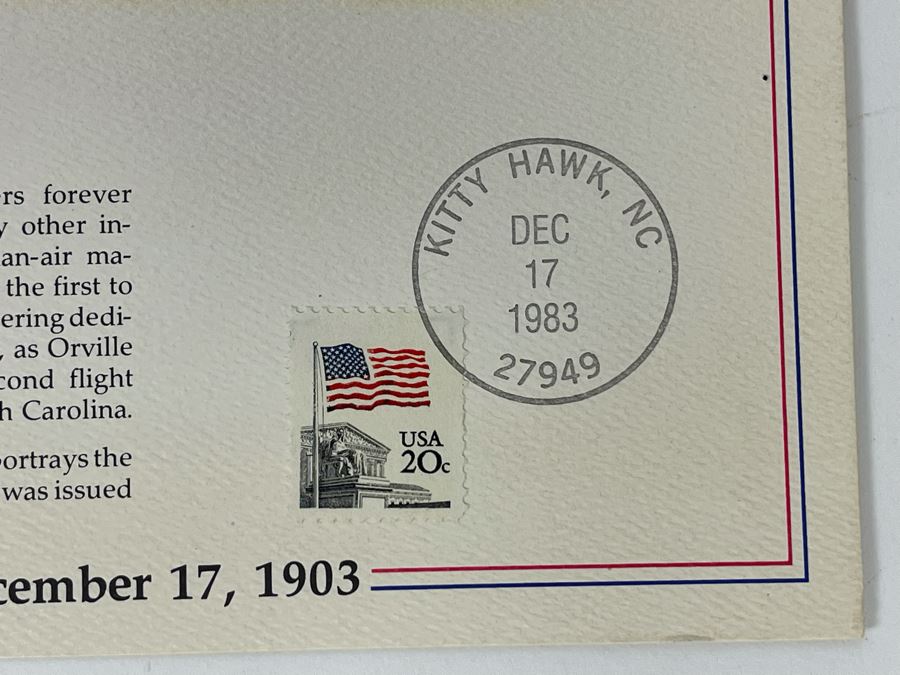 forever
other in-
an-air ma-
the first to
ering dedi-
, as Orville
cond flight
h Carolina.
ortrays the
was issued
cember 17, 1903
KITTY HAWK, NC
DEC
17
1983
27949
USA
20c